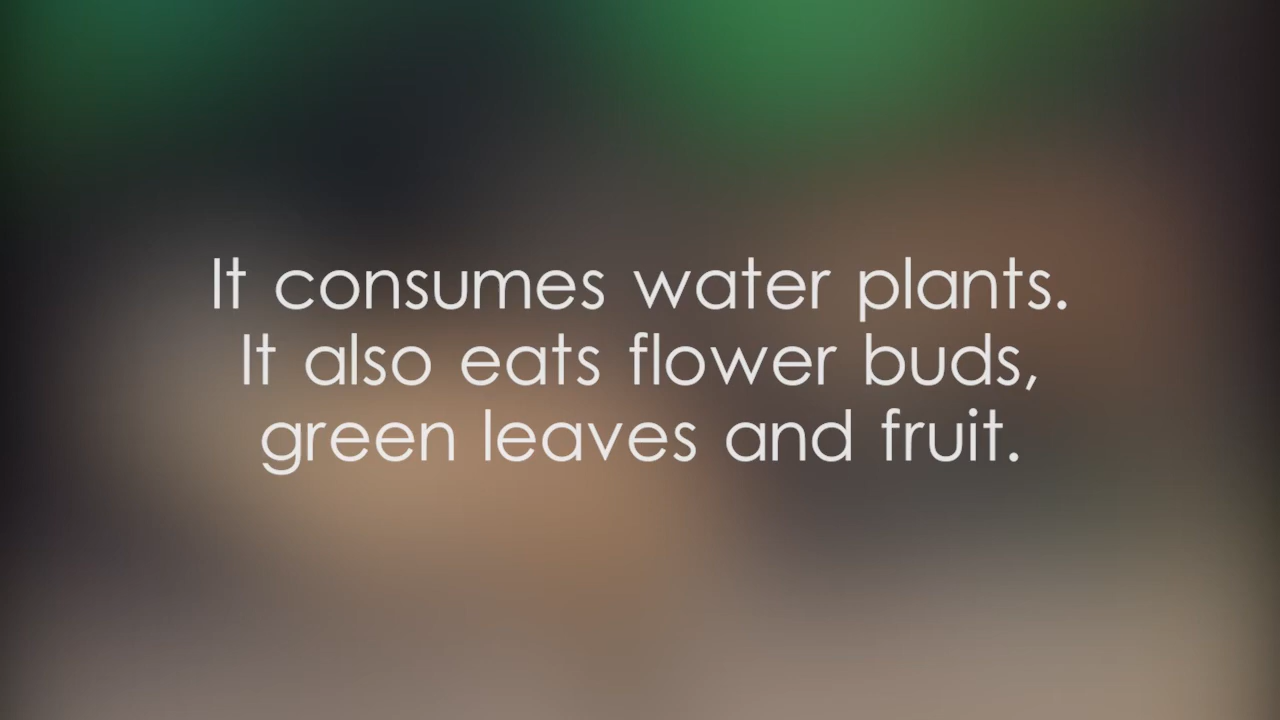 It consumes water plants.
It also eats flower buds,
green leaves and fruit.